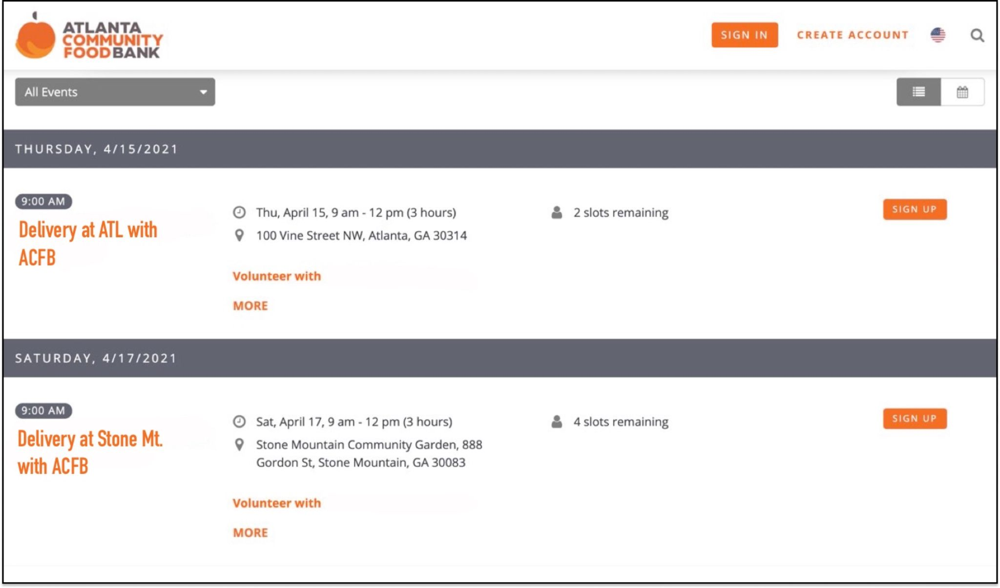 ATLANTA
COMMUNITY
FOODBANK
SIGN IN
CREATE ACCOUNT
All Events
THURSDAY, 4/15/2021
9:00 AM
Delivery at ATL with
ACFB
Thu, April 15, 9 am - 12 pm (3 hours)
100 Vine Street NW, Atlanta, GA 30314
Volunteer with
MORE
2 slots remaining
SIGN UP
SATURDAY, 4/17/2021
9:00 AM
Delivery at Stone Mt.
with ACFB
Sat, April 17, 9 am - 12 pm (3 hours)
Stone Mountain Community Garden, 888
Gordon St, Stone Mountain, GA 30083
Volunteer with
MORE
4 slots remaining
SIGN UP